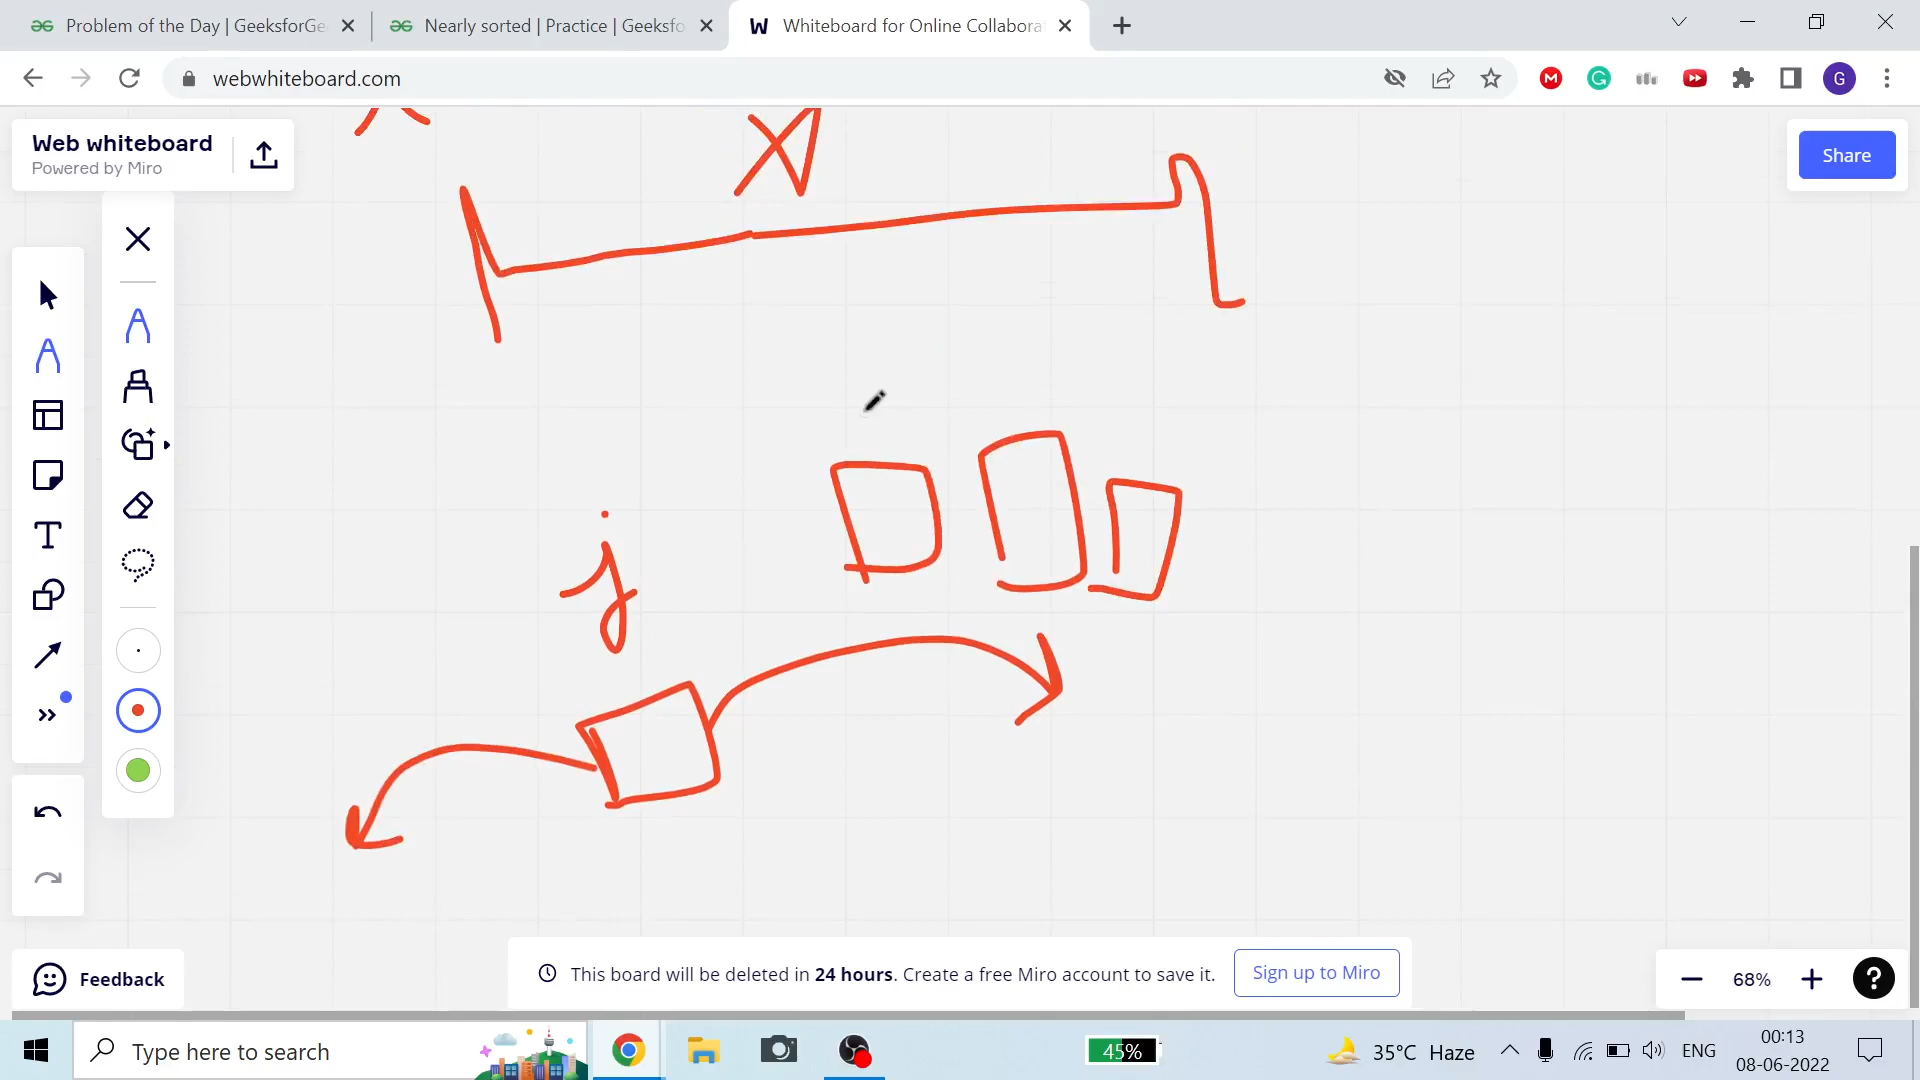 Problem of the Day | GeeksforGe
Nearly sorted | Practice | Geeksfo
W
Whiteboard for Online Collabora
webwhiteboard.com
M
G
G
Web whiteboard
Powered by Miro
Share
T
j
Feedback
This board will be deleted in 24 hours. Create a free Miro account to save it.
Sign up to Miro
68%
?
Type here to search
45%
35°C Haze
ENG
00:13
08-06-2022